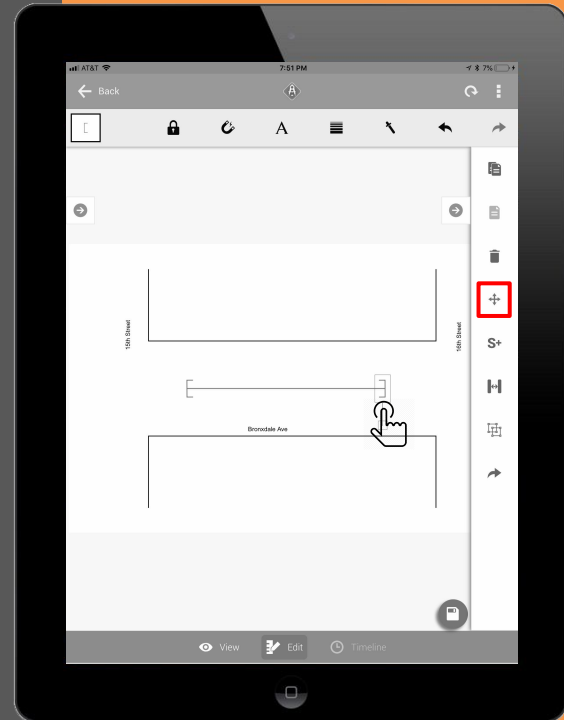 AT&T 7:51 PM 7%
Back
A
S+
15th Street
16th Street
Bronxdale Ave
View Edit Timeline